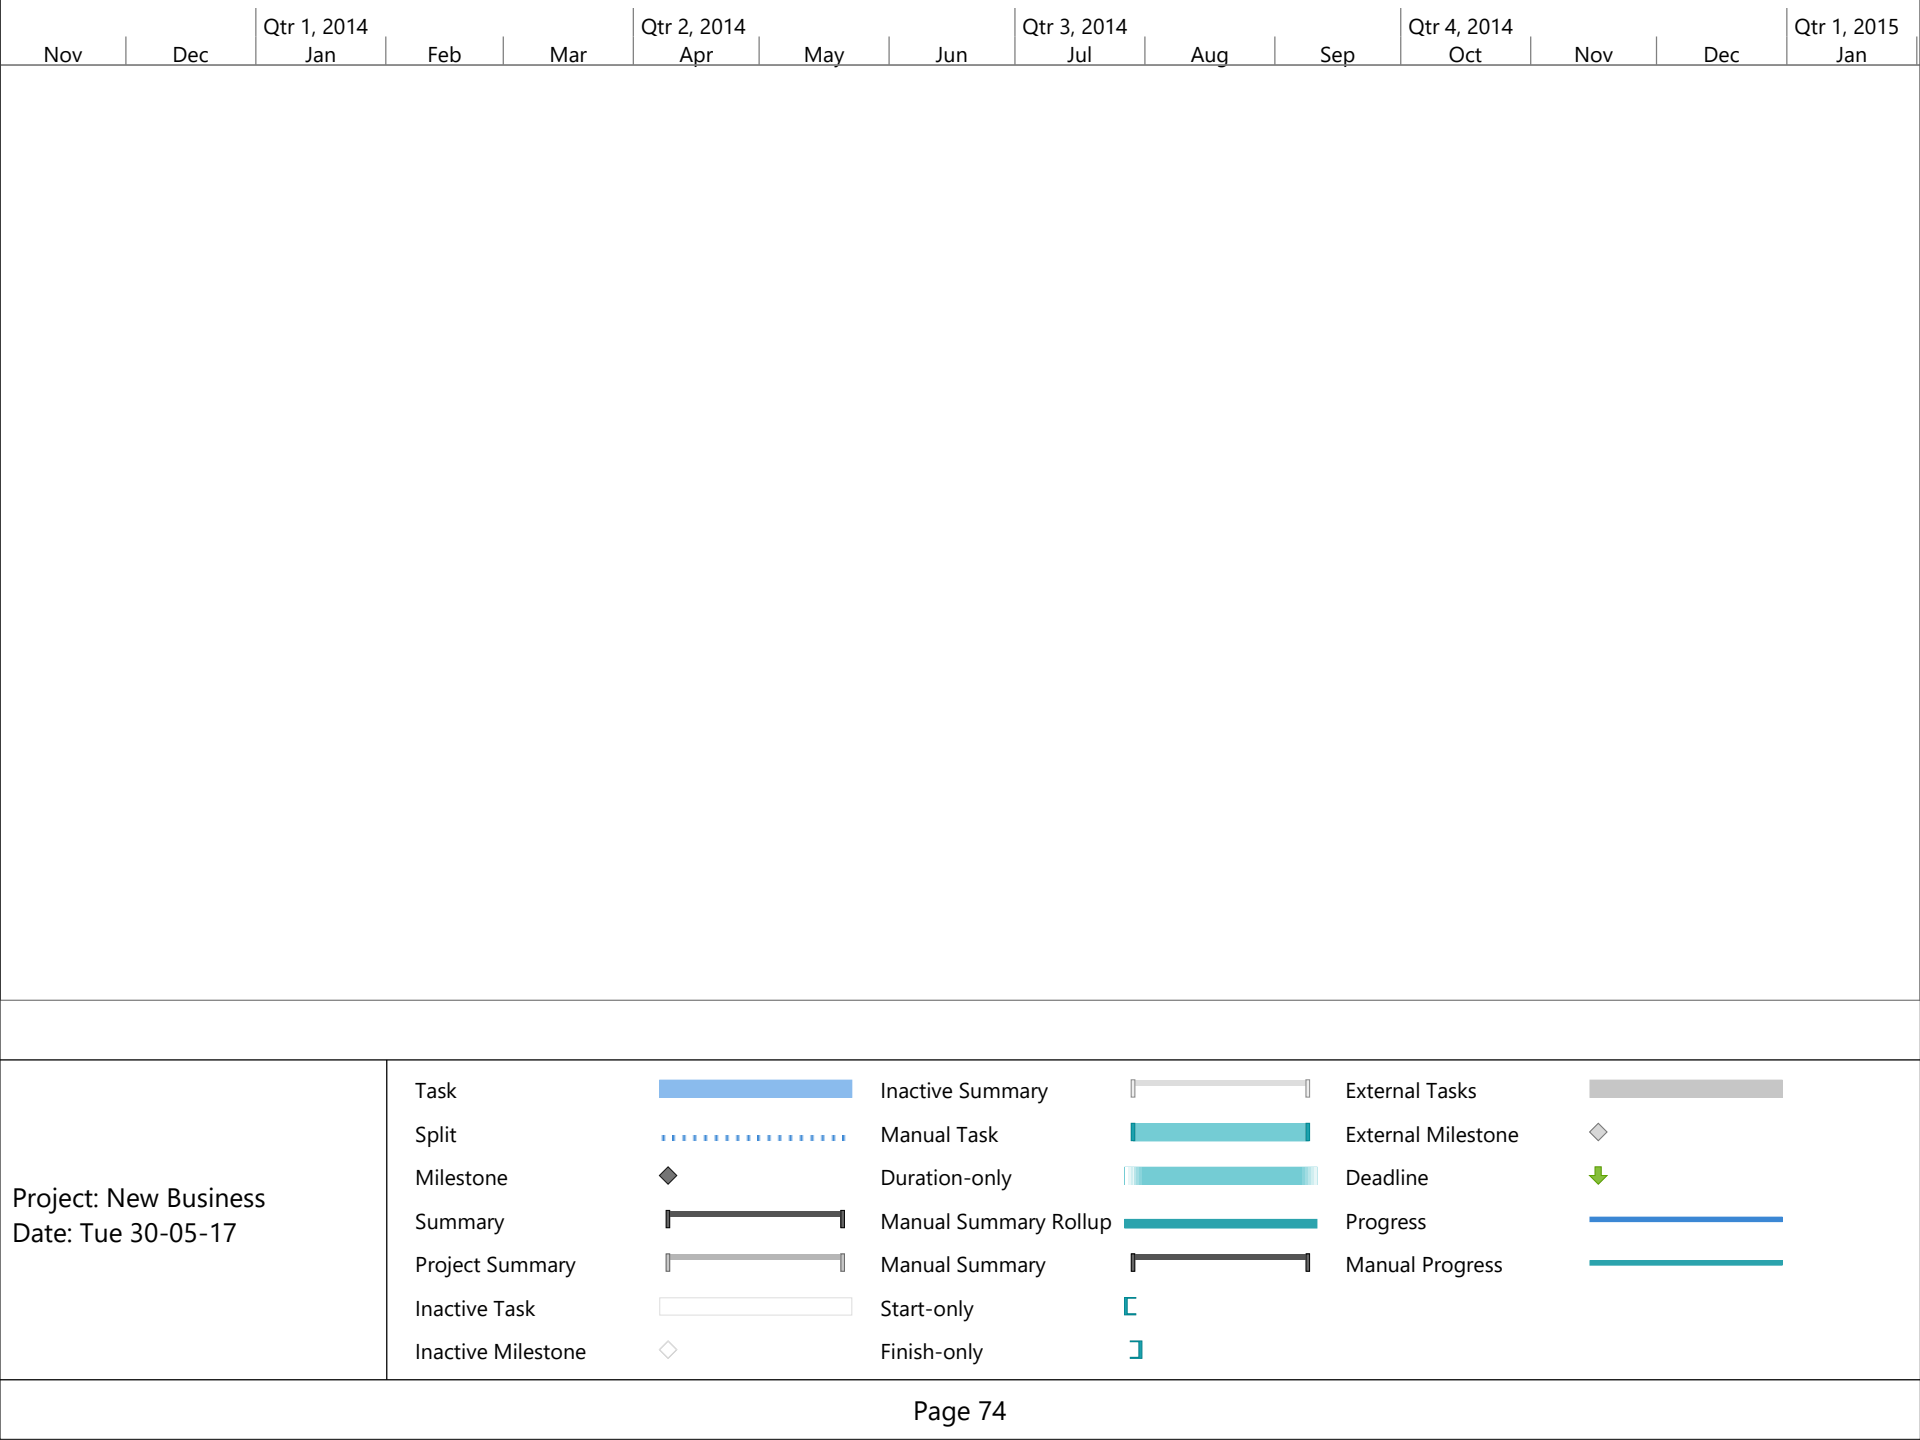 Qtr 1, 2014 Qtr 2, 2014 Qtr 3, 2014 Qtr 4, 2014 Qtr 1, 2015
Nov Dec Jan Feb Mar Apr May Jun Jul Aug Sep Oct Nov Dec Jan
Project: New Business
Date: Tue 30-05-17
Task
Split
Milestone
Summary
Project Summary
Inactive Task
Inactive Milestone
Inactive Summary
Manual Task
Duration-only
Manual Summary Rollup
Manual Summary
Start-only
Finish-only
External Tasks
External Milestone
Deadline
Progress
Manual Progress
Page 74